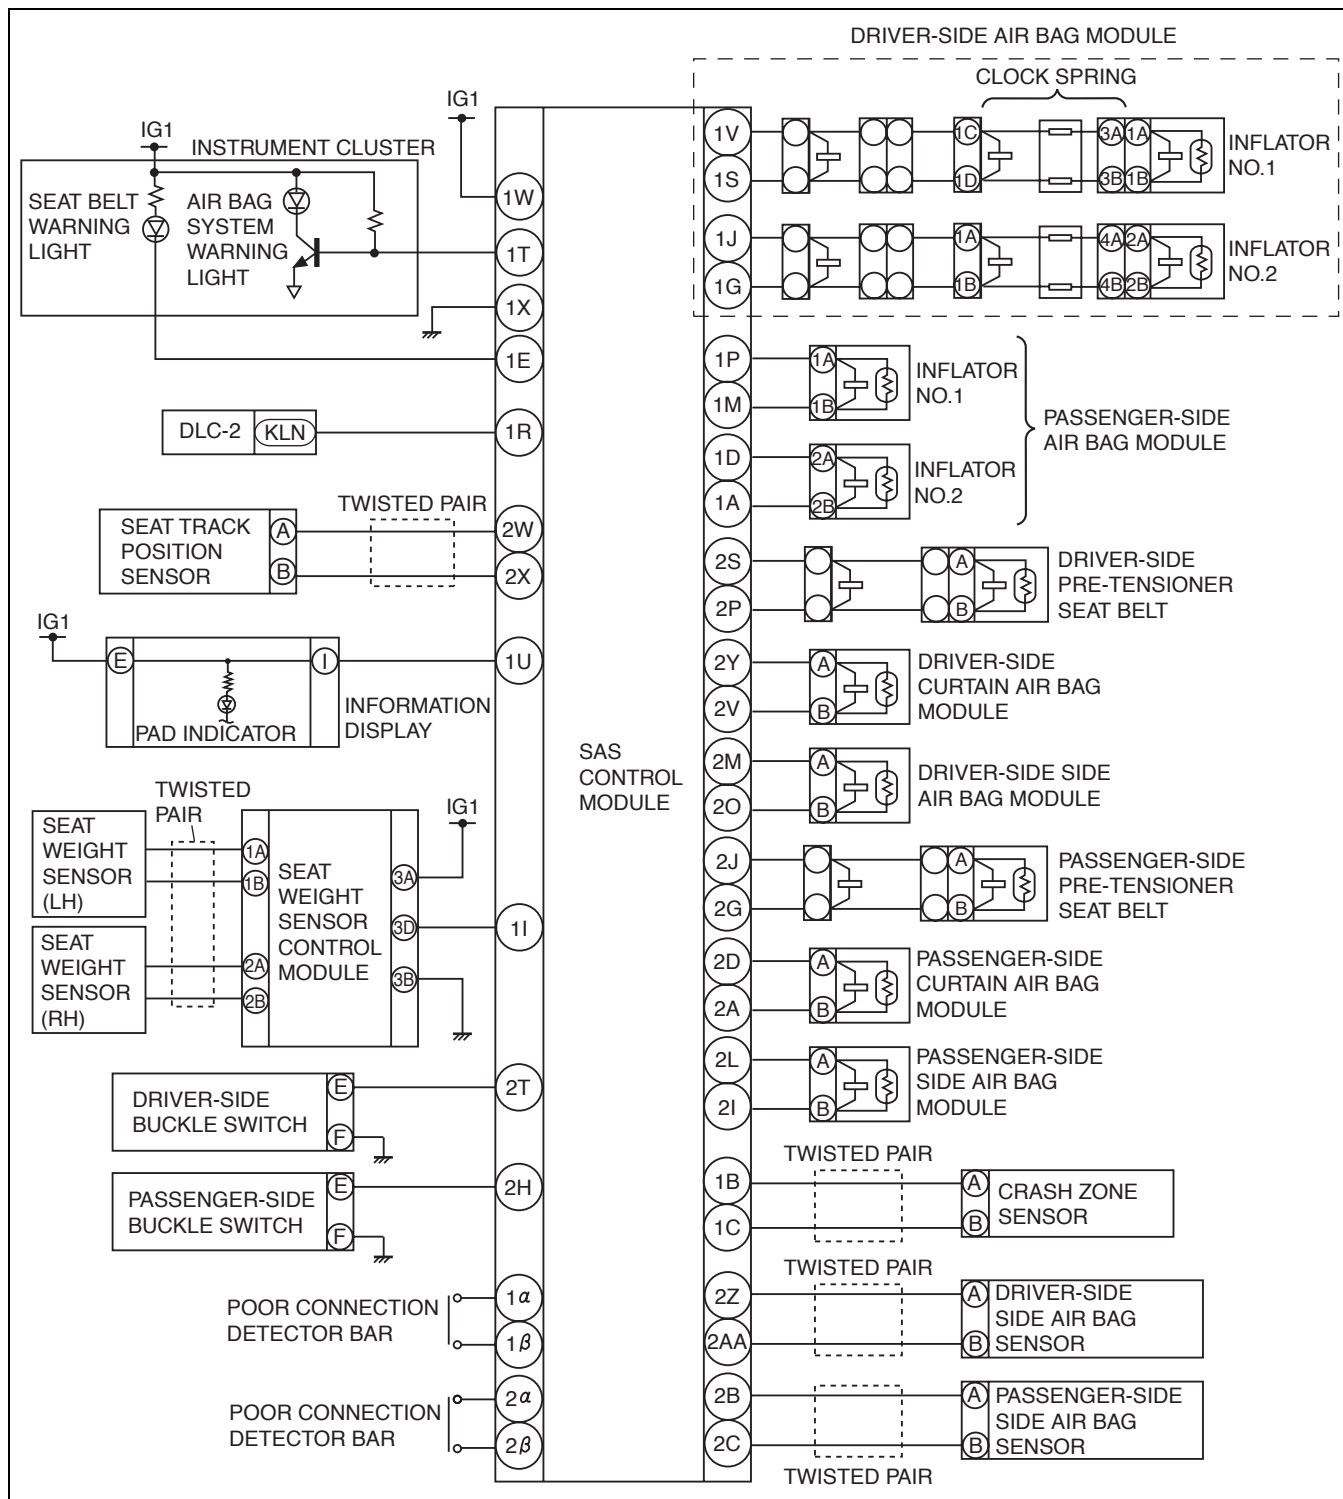 DRIVER-SIDE AIR BAG MODULE
CLOCK SPRING
IG1
IG1
INSTRUMENT CLUSTER
SEAT BELT
WARNING
LIGHT
AIR BAG
SYSTEM
WARNING
LIGHT
1W
1T
1X
1E
DLC-2
KLN
1R
TWISTED PAIR
SEAT TRACK
POSITION
SENSOR
A
B
2W
2X
IG1
E
I
1U
PAD INDICATOR
INFORMATION
DISPLAY
TWISTED
PAIR
SEAT
WEIGHT
SENSOR
(LH)
SEAT
WEIGHT
SENSOR
(RH)
1A
1B
2A
2B
SEAT
WEIGHT
SENSOR
CONTROL
MODULE
3A
3D
3B
IG1
1I
DRIVER-SIDE
BUCKLE SWITCH
E
F
2T
PASSENGER-SIDE
BUCKLE SWITCH
E
F
2H
POOR CONNECTION
DETECTOR BAR
1α
1β
POOR CONNECTION
DETECTOR BAR
2α
2β
SAS
CONTROL
MODULE
1V
1S
1C
1D
3A
1A
3B
1B
INFLATOR
NO.1
1J
1G
1A
1B
4A
2A
4B
2B
INFLATOR
NO.2
1P
1M
1A
1B
INFLATOR
NO.1
1D
1A
2A
2B
INFLATOR
NO.2
PASSENGER-SIDE
AIR BAG MODULE
2S
2P
A
B
DRIVER-SIDE
PRE-TENSIONER
SEAT BELT
2Y
2V
A
B
DRIVER-SIDE
CURTAIN AIR BAG
MODULE
2M
2O
A
B
DRIVER-SIDE SIDE
AIR BAG MODULE
2J
2G
A
B
PASSENGER-SIDE
PRE-TENSIONER
SEAT BELT
2D
2A
A
B
PASSENGER-SIDE
CURTAIN AIR BAG
MODULE
2L
2I
A
B
PASSENGER-SIDE
SIDE AIR BAG
MODULE
TWISTED PAIR
1B
1C
A
B
CRASH ZONE
SENSOR
TWISTED PAIR
2Z
2AA
A
B
DRIVER-SIDE
SIDE AIR BAG
SENSOR
2B
2C
A
B
PASSENGER-SIDE
SIDE AIR BAG
SENSOR
TWISTED PAIR